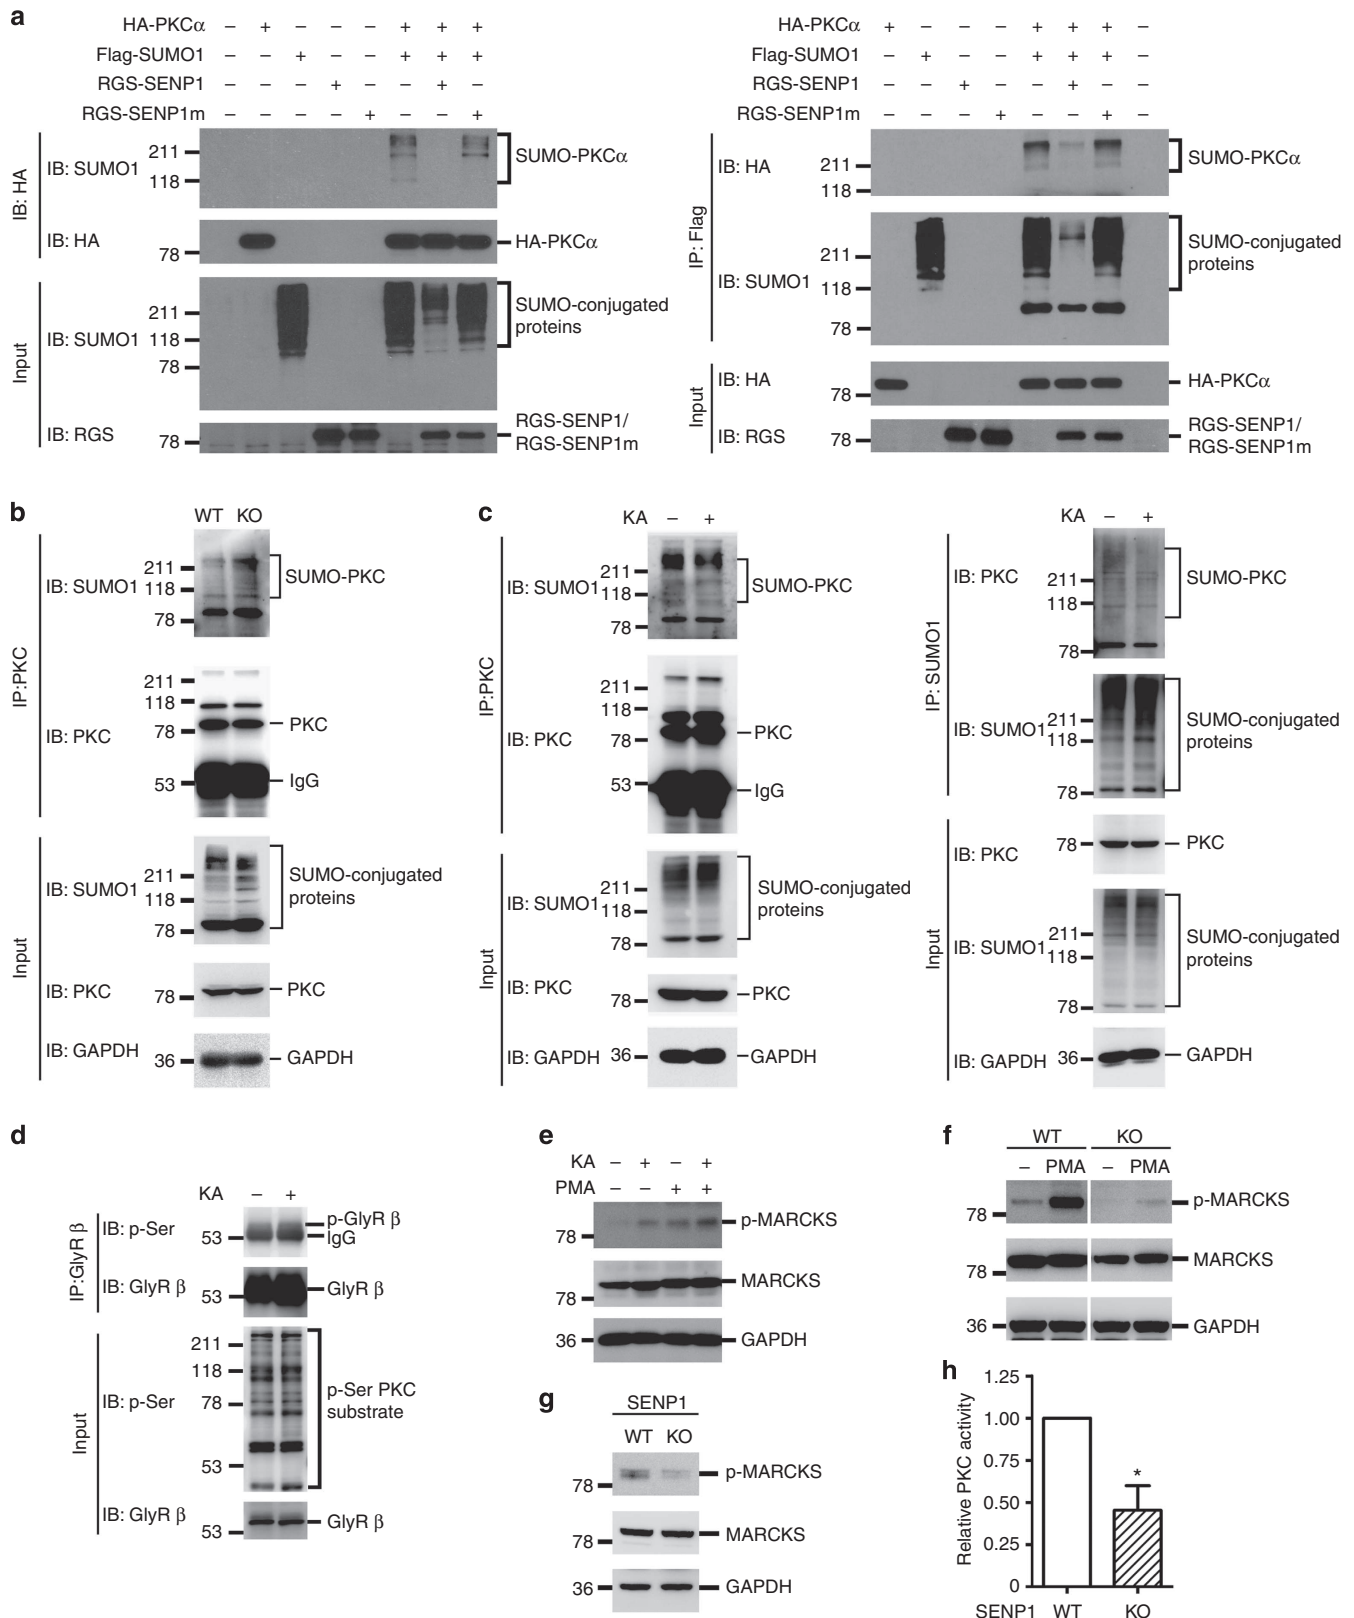 a
HA-PKCα – + – – – + + +
Flag-SUMO1 – – + – – + + +
RGS-SENP1 – – – + – – + –
RGS-SENP1m – – – – + – – +
IB: HA
IB: SUMO1
211
118
SUMO-PKCα
IB: HA
78
HA-PKCα
Input
IB: SUMO1
211
118
78
SUMO-conjugated
proteins
IB: RGS
78
RGS-SENP1/
RGS-SENP1m
HA-PKCα + – – – + + + –
Flag-SUMO1 – + – – + + + –
RGS-SENP1 – – + – – + – –
RGS-SENP1m – – – + – – + –
IP: Flag
IB: HA
211
118
SUMO-PKCα
IB: SUMO1
211
118
78
SUMO-conjugated
proteins
Input
IB: HA
78
HA-PKCα
IB: RGS
78
RGS-SENP1/
RGS-SENP1m
b
WT KO
IP:PKC
IB: SUMO1
211
118
78
SUMO-PKC
IB: PKC
211
118
78
53
PKC
IgG
Input
IB: SUMO1
211
118
78
SUMO-conjugated
proteins
IB: PKC
78
PKC
IB: GAPDH
36
GAPDH
c
KA – +
IP:PKC
IB: SUMO1
211
118
78
SUMO-PKC
IB: PKC
211
118
78
53
PKC
IgG
Input
IB: SUMO1
211
118
78
SUMO-conjugated
proteins
IB: PKC
78
PKC
IB: GAPDH
36
GAPDH
KA – +
IP: SUMO1
IB: PKC
211
118
78
SUMO-PKC
IB: SUMO1
211
118
78
SUMO-conjugated
proteins
Input
IB: PKC
78
PKC
IB: SUMO1
211
118
78
SUMO-conjugated
proteins
IB: GAPDH
36
GAPDH
d
KA – +
IP:GlyR β
IB: p-Ser
53
p-GlyR β
IgG
IB: GlyR β
53
GlyR β
Input
IB: p-Ser
211
118
78
53
p-Ser PKC
substrate
IB: GlyR β
53
GlyR β
e
KA – + – +
PMA – – + +
78
p-MARCKS
78
MARCKS
36
GAPDH
f
WT KO
– PMA – PMA
78
p-MARCKS
78
MARCKS
36
GAPDH
g
SENP1
WT KO
78
p-MARCKS
78
MARCKS
36
GAPDH
h
Relative PKC activity
1.25
1.00
0.75
0.50
0.25
0
*
SENP1 WT KO